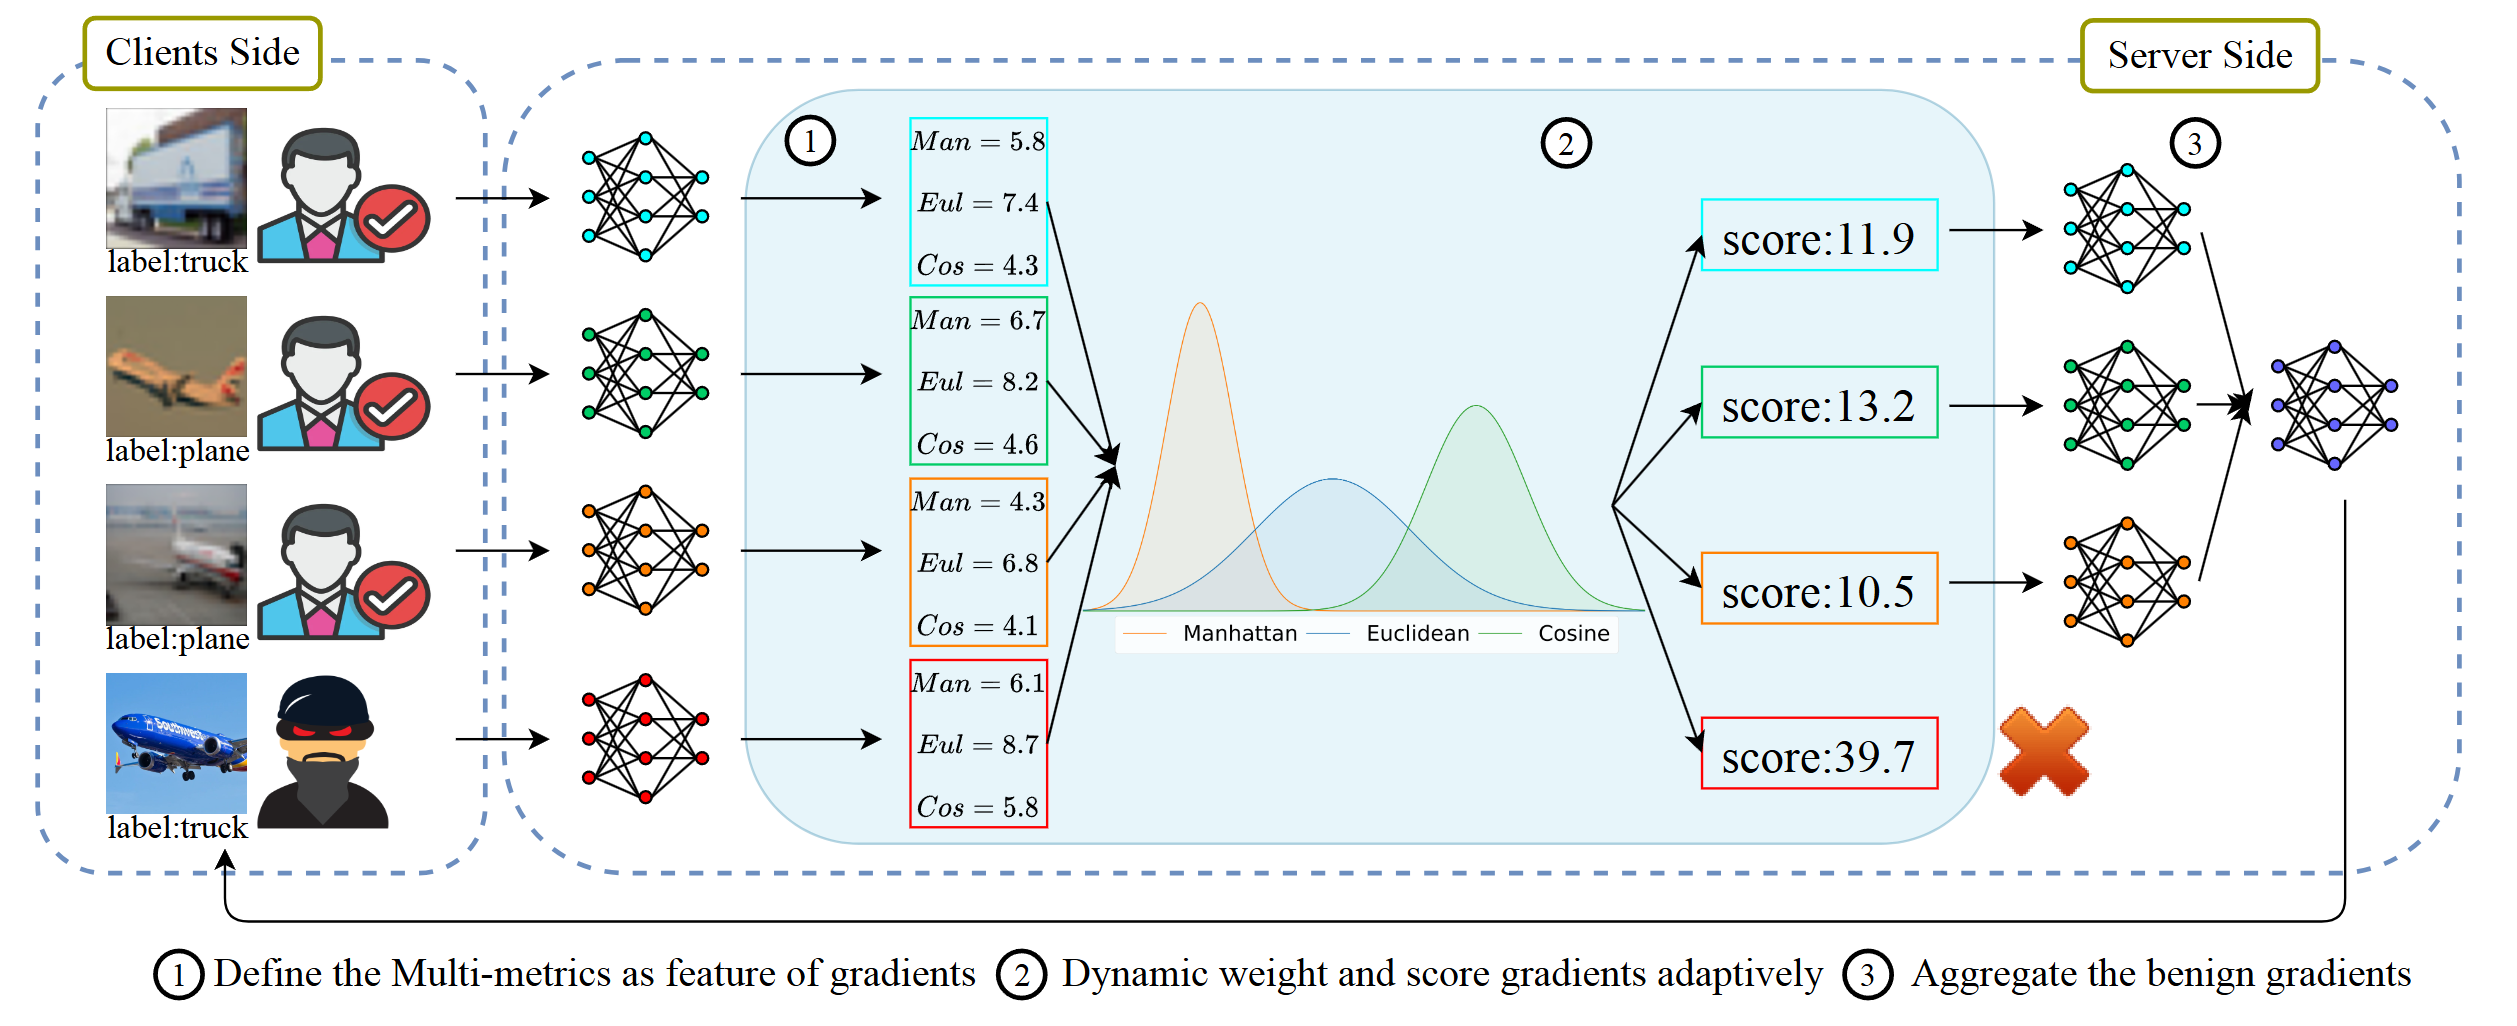 Clients Side
Server Side
label:truck
label:plane
label:plane
Southwest
label:truck
1
Man = 5.8
Eul = 7.4
Cos = 4.3
Man = 6.7
Eul = 8.2
Cos = 4.6
Man = 4.3
Eul = 6.8
Cos = 4.1
Man = 6.1
Eul = 8.7
Cos = 5.8
Manhattan Euclidean Cosine
2
score:11.9
score:13.2
score:10.5
score:39.7
3
1 Define the Multi-metrics as feature of gradients 2 Dynamic weight and score gradients adaptively 3 Aggregate the benign gradients